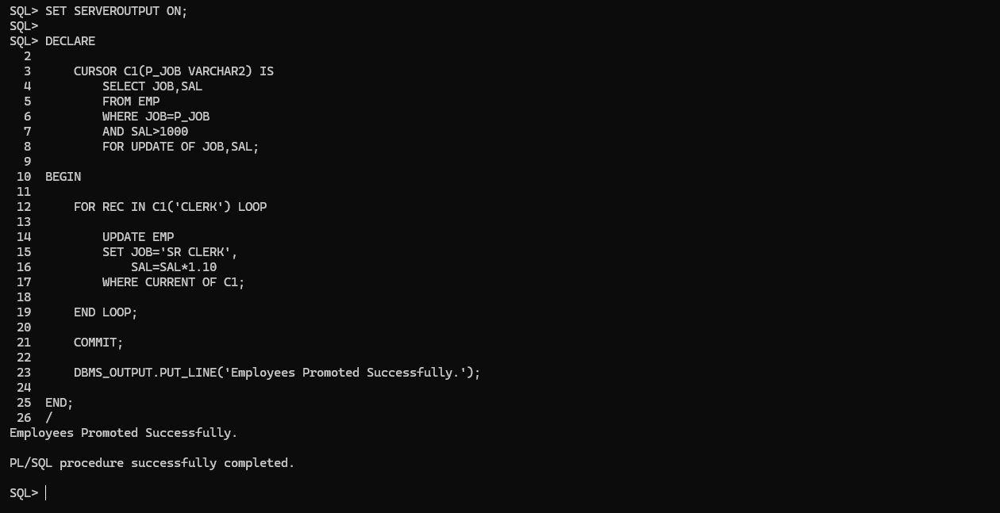 SQL> SET SERVEROUTPUT ON;
SQL>
SQL> DECLARE
  2
  3      CURSOR C1(P_JOB VARCHAR2) IS
  4          SELECT JOB,SAL
  5          FROM EMP
  6          WHERE JOB=P_JOB
  7          AND SAL>1000
  8          FOR UPDATE OF JOB,SAL;
  9
 10  BEGIN
 11
 12      FOR REC IN C1('CLERK') LOOP
 13
 14          UPDATE EMP
 15          SET JOB='SR CLERK',
 16              SAL=SAL*1.10
 17          WHERE CURRENT OF C1;
 18
 19      END LOOP;
 20
 21      COMMIT;
 22
 23      DBMS_OUTPUT.PUT_LINE('Employees Promoted Successfully.');
 24
 25  END;
 26  /
Employees Promoted Successfully.

PL/SQL procedure successfully completed.

SQL>